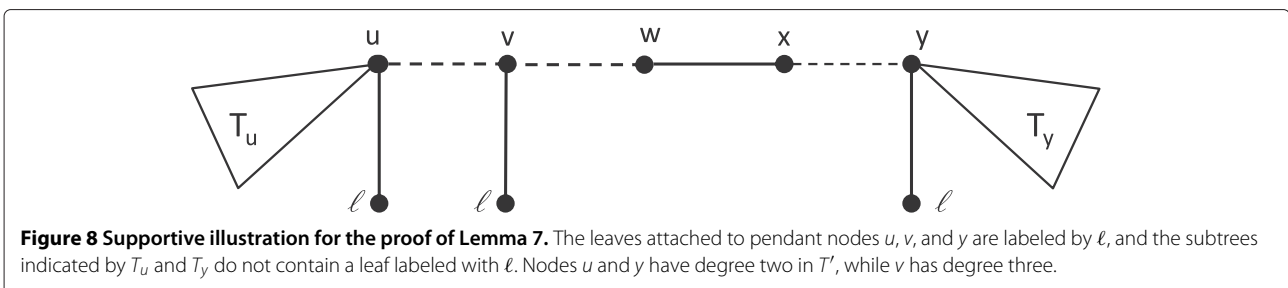 u v w x y
T_u T_y
ℓ ℓ ℓ
Figure 8 Supportive illustration for the proof of Lemma 7. The leaves attached to pendant nodes u, v, and y are labeled by ℓ, and the subtrees
indicated by T_u and T_y do not contain a leaf labeled with ℓ. Nodes u and y have degree two in T′, while v has degree three.